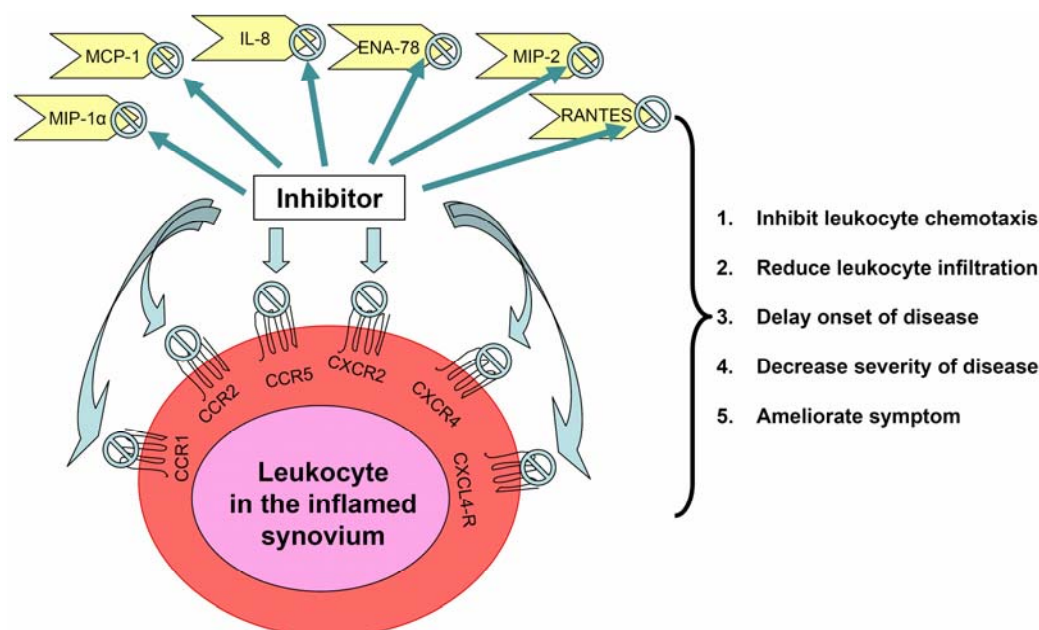 MCP-1
IL-8
ENA-78
MIP-2
MIP-1α
RANTES
Inhibitor
1. Inhibit leukocyte chemotaxis
2. Reduce leukocyte infiltration
3. Delay onset of disease
4. Decrease severity of disease
5. Ameliorate symptom
CCR1
CCR2
CCR5
CXCR2
CXCR4
CXCL4-R
Leukocyte
in the inflamed
synovium